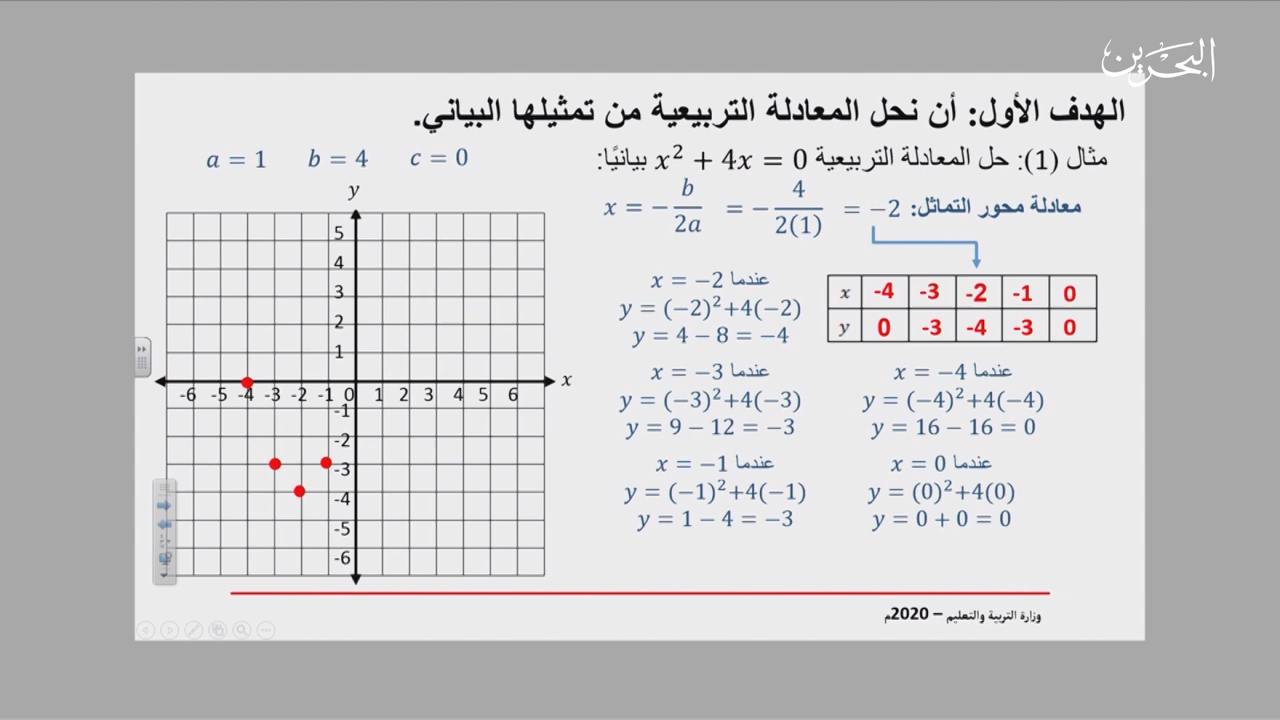 البحرين
الهدف الأول: أن نحل المعادلة التربيعية من تمثيلها البياني.
مثال (1): حل المعادلة التربيعية x² + 4x = 0 بيانيًا:
a = 1 b = 4 c = 0
معادلة محور التماثل: x = −b/2a = −4/2(1) = −2
x -4 -3 -2 -1 0
y 0 -3 -4 -3 0
عندما x = −2
y = (−2)²+4(−2)
y = 4 − 8 = −4
عندما x = −3
y = (−3)²+4(−3)
y = 9 − 12 = −3
عندما x = −1
y = (−1)²+4(−1)
y = 1 − 4 = −3
عندما x = −4
y = (−4)²+4(−4)
y = 16 − 16 = 0
عندما x = 0
y = (0)²+4(0)
y = 0 + 0 = 0
y
5
4
3
2
1
-6 -5 -4 -3 -2 -1 0 1 2 3 4 5 6 x
-1
-2
-3
-4
-5
-6
وزارة التربية والتعليم – 2020م